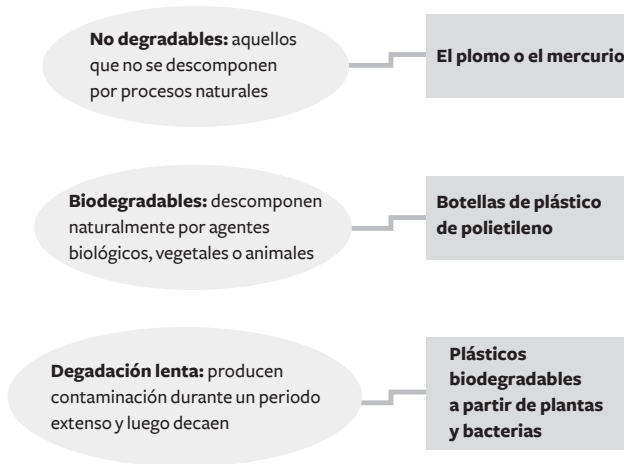 No degradables: aquellos
que no se descomponen
por procesos naturales
El plomo o el mercurio
Biodegradables: descomponen
naturalmente por agentes
biológicos, vegetales o animales
Botellas de plástico
de polietileno
Degadación lenta: producen
contaminación durante un periodo
extenso y luego decaen
Plásticos
biodegradables
a partir de plantas
y bacterias